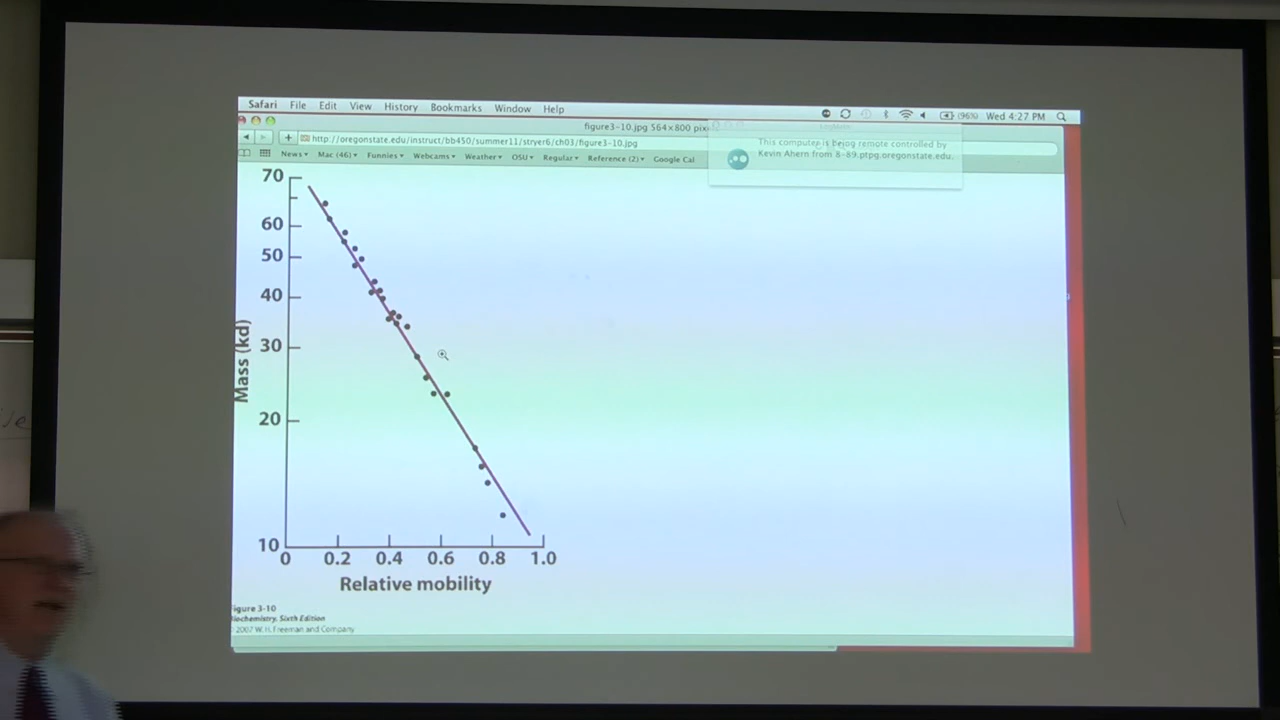 Safari File Edit View History Bookmarks Window Help (96%) Wed 4:27 PM
figure3-10.jpg 564×800 pix
http://oregonstate.edu/instruct/bb450/summer11/stryer6/ch03/figure3-10.jpg
News Mac (46) Funnies Webcams Weather OSU Regular Reference (2) Google Cal
This computer is being remote controlled by
Kevin Ahern from 8-89.ptpg.oregonstate.edu.
70
60
50
40
30
20
10
Mass (kd)
0 0.2 0.4 0.6 0.8 1.0
Relative mobility
igure 3-10
iochemistry, Sixth Edition
2007 W. H. Freeman and Company